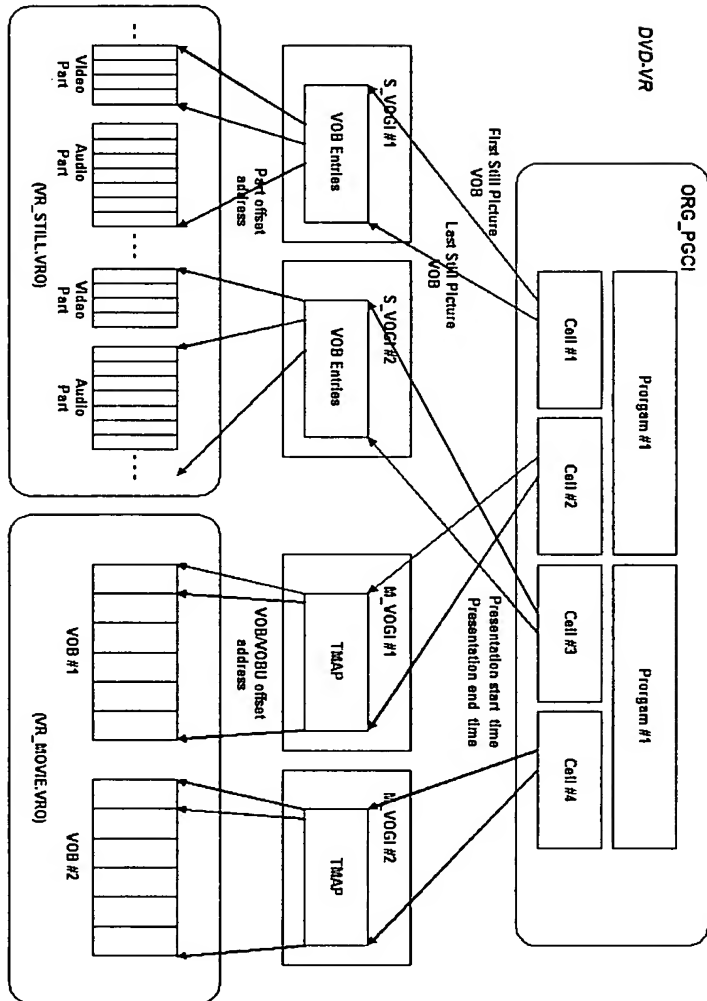 DVD-VR
ORG_PGCI
Prorgam #1
Prorgam #1
Cell #1
Cell #2
Cell #3
Cell #4
First Still Picture
VOB
Last Still Picture
VOB
Presentation start time
Presentation end time
S_VOGI #1
VOB Entries
S_VOGI #2
VOB Entries
M_VOGI #1
TMAP
M_VOGI #2
TMAP
Part offset
address
VOB/VOBU offset
address
Video
Part
Audio
Part
Video
Part
Audio
Part
VOB #1
VOB #2
(VR_STILL.VRO)
(VR_MOVIE.VRO)